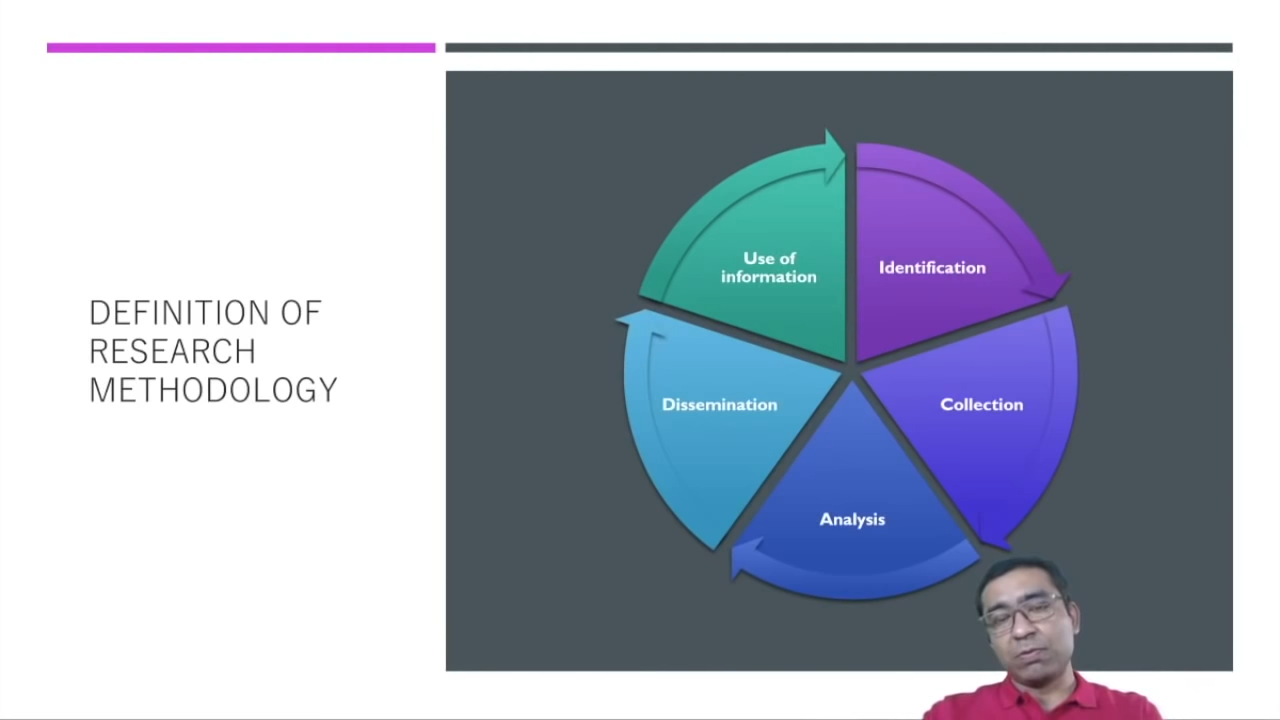 DEFINITION OF
RESEARCH
METHODOLOGY
Use of
information
Identification
Dissemination
Collection
Analysis